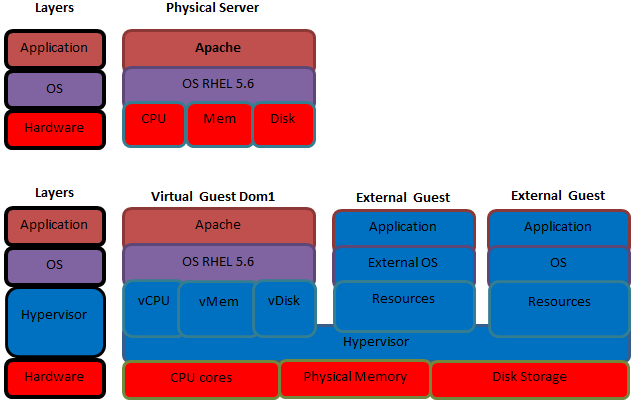 Layers Physical Server
Application Apache
OS OS RHEL 5.6
Hardware CPU Mem Disk
Layers Virtual Guest Dom1 External Guest External Guest
Application Apache Application Application
OS OS RHEL 5.6 External OS OS
Hypervisor vCPU vMem vDisk Resources Resources
Hypervisor
Hardware CPU cores Physical Memory Disk Storage